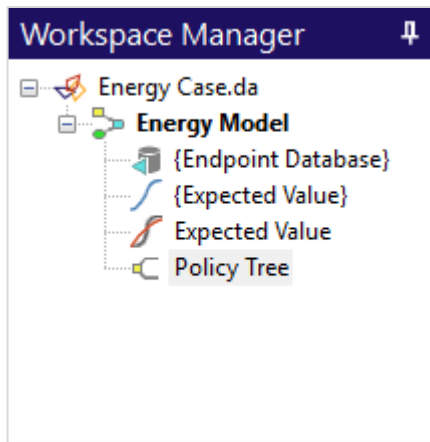 Workspace Manager
Energy Case.da
Energy Model
{Endpoint Database}
{Expected Value}
Expected Value
Policy Tree